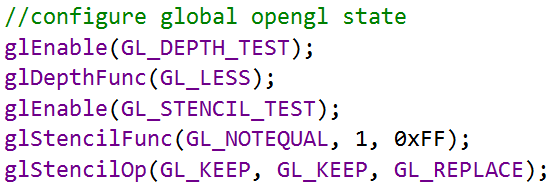 //configure global opengl state
glEnable(GL_DEPTH_TEST);
glDepthFunc(GL_LESS);
glEnable(GL_STENCIL_TEST);
glStencilFunc(GL_NOTEQUAL, 1, 0xFF);
glStencilOp(GL_KEEP, GL_KEEP, GL_REPLACE);